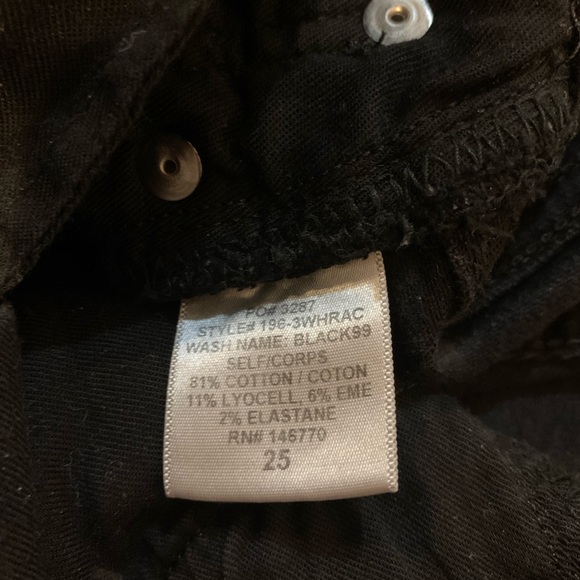 PO# 3287
STYLE# 196-3WHRAC
WASH NAME: BLACK99
SELF/CORPS
81% COTTON / COTON
11% LYOCELL, 6% EME
2% ELASTANE
RN# 146770
25